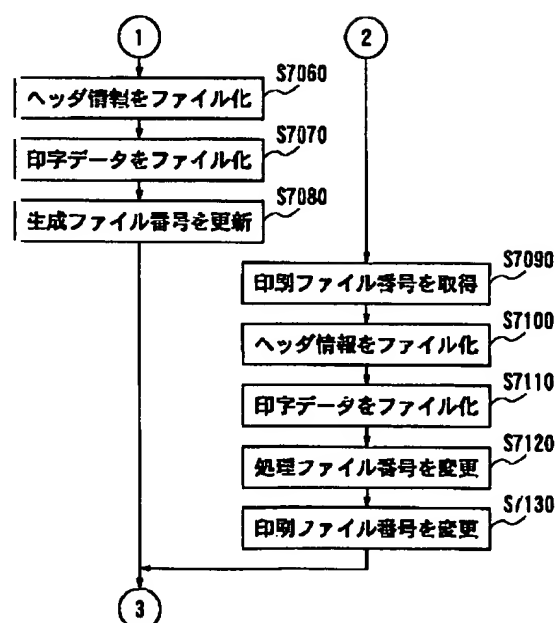 1
2
S7060
ヘッダ情報をファイル化
S7070
印字データをファイル化
S7080
生成ファイル番号を更新
S7090
印刷ファイル番号を取得
S7100
ヘッダ情報をファイル化
S7110
印字データをファイル化
S7120
処理ファイル番号を変更
S7130
印刷ファイル番号を変更
3